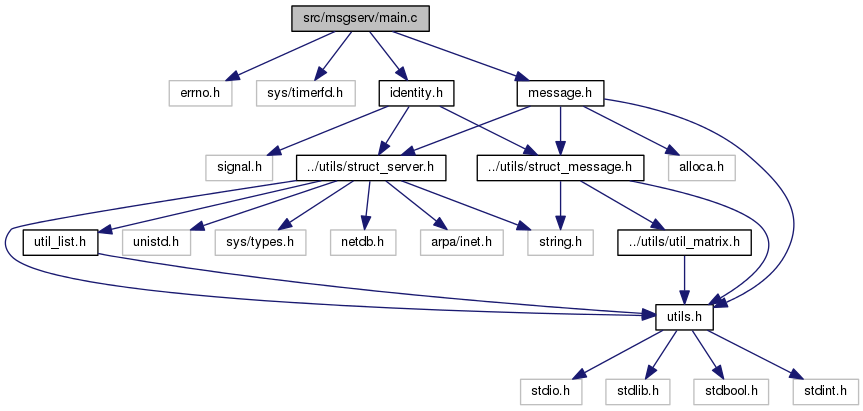 src/msgserv/main.c
errno.h
sys/timerfd.h
identity.h
message.h
signal.h
../utils/struct_server.h
../utils/struct_message.h
alloca.h
util_list.h
unistd.h
sys/types.h
netdb.h
arpa/inet.h
string.h
../utils/util_matrix.h
utils.h
stdio.h
stdlib.h
stdbool.h
stdint.h